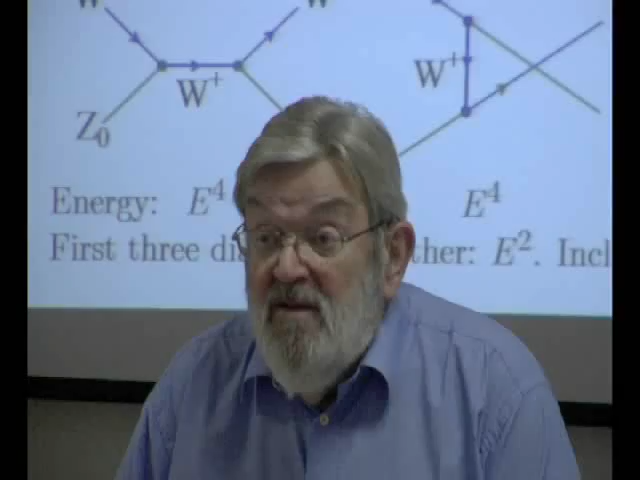 W W
W⁺ W⁺
Z₀
Energy: E⁴ E⁴
First three di ther: E². Incl